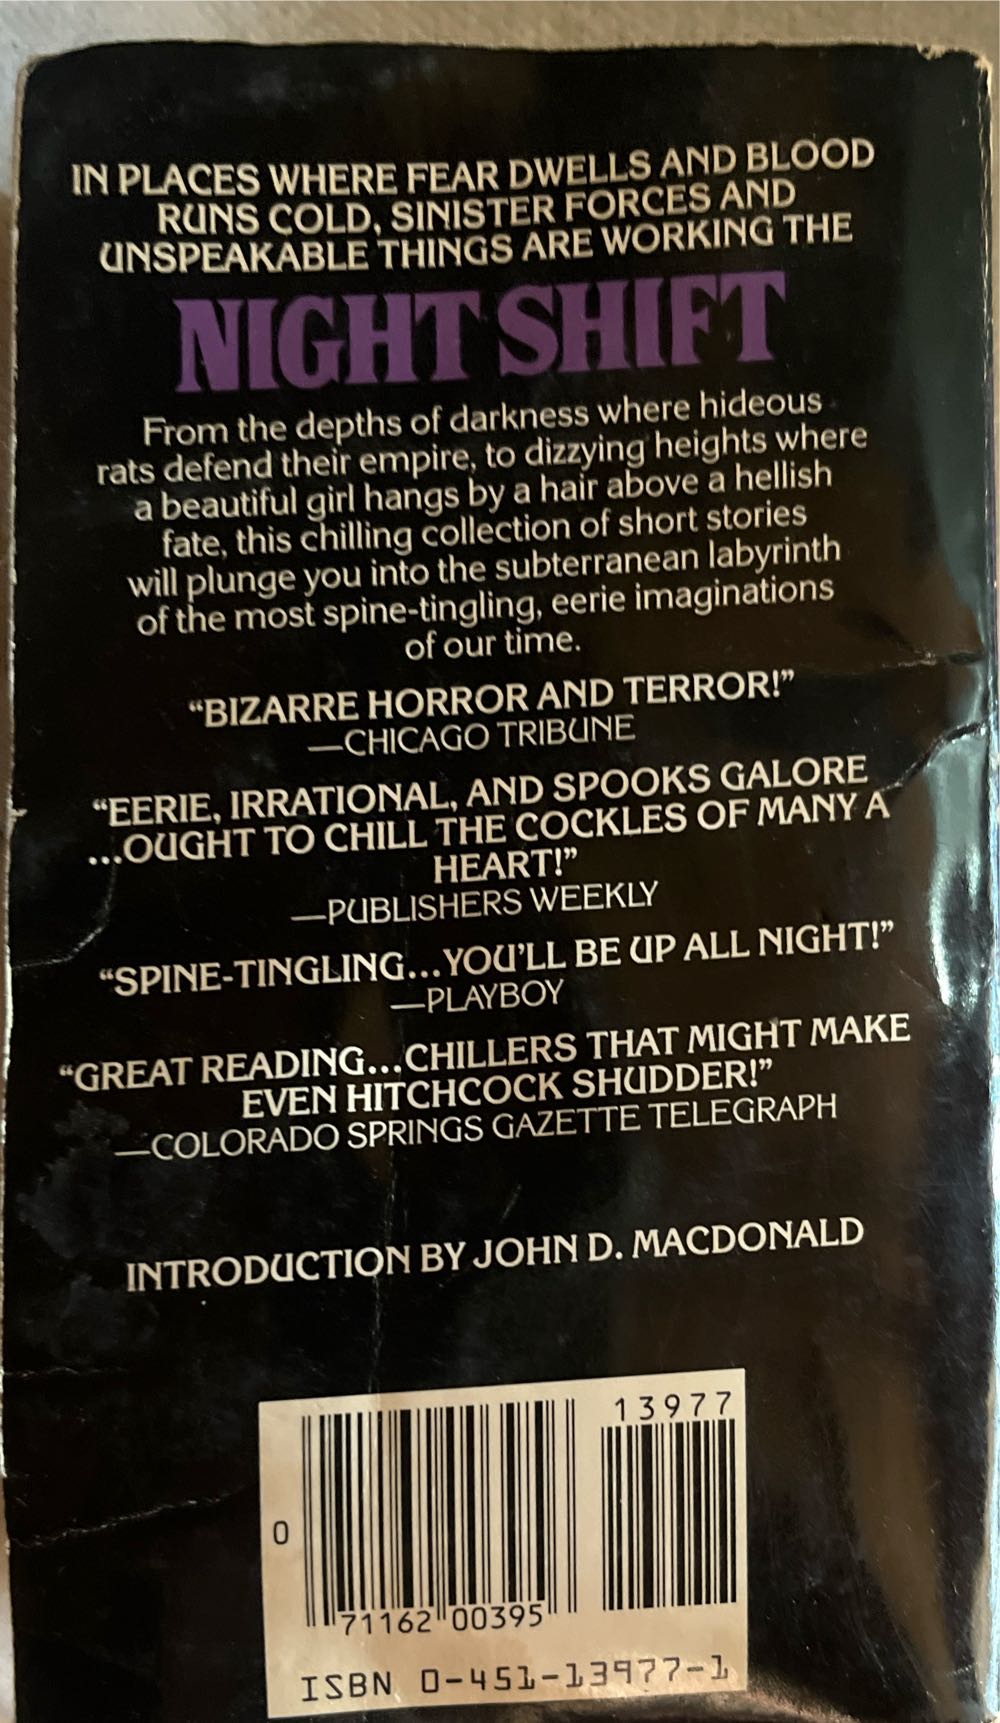 IN PLACES WHERE FEAR DWELLS AND BLOOD
RUNS COLD, SINISTER FORCES AND
UNSPEAKABLE THINGS ARE WORKING THE
NIGHT SHIFT
From the depths of darkness where hideous
rats defend their empire, to dizzying heights where
a beautiful girl hangs by a hair above a hellish
fate, this chilling collection of short stories
will plunge you into the subterranean labyrinth
of the most spine-tingling, eerie imaginations
of our time.
“BIZARRE HORROR AND TERROR!”
—CHICAGO TRIBUNE
“EERIE, IRRATIONAL, AND SPOOKS GALORE
...OUGHT TO CHILL THE COCKLES OF MANY A
HEART!”
—PUBLISHERS WEEKLY
“SPINE-TINGLING...YOU’LL BE UP ALL NIGHT!”
—PLAYBOY
“GREAT READING...CHILLERS THAT MIGHT MAKE
EVEN HITCHCOCK SHUDDER!”
—COLORADO SPRINGS GAZETTE TELEGRAPH
INTRODUCTION BY JOHN D. MACDONALD
13977
0
71162 00395
ISBN 0-451-13977-1